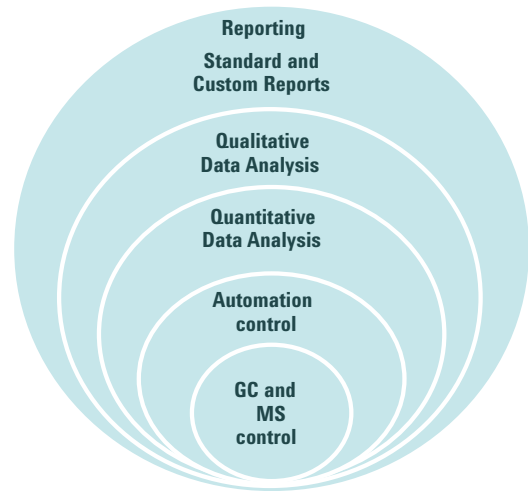 Reporting
Standard and
Custom Reports
Qualitative
Data Analysis
Quantitative
Data Analysis
Automation
control
GC and
MS
control